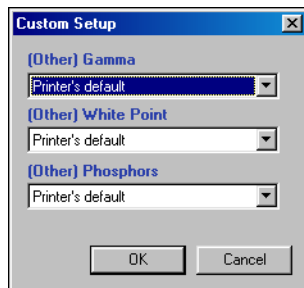 Custom Setup
(Other) Gamma
Printer's default
(Other) White Point
Printer's default
(Other) Phosphors
Printer's default
OK Cancel